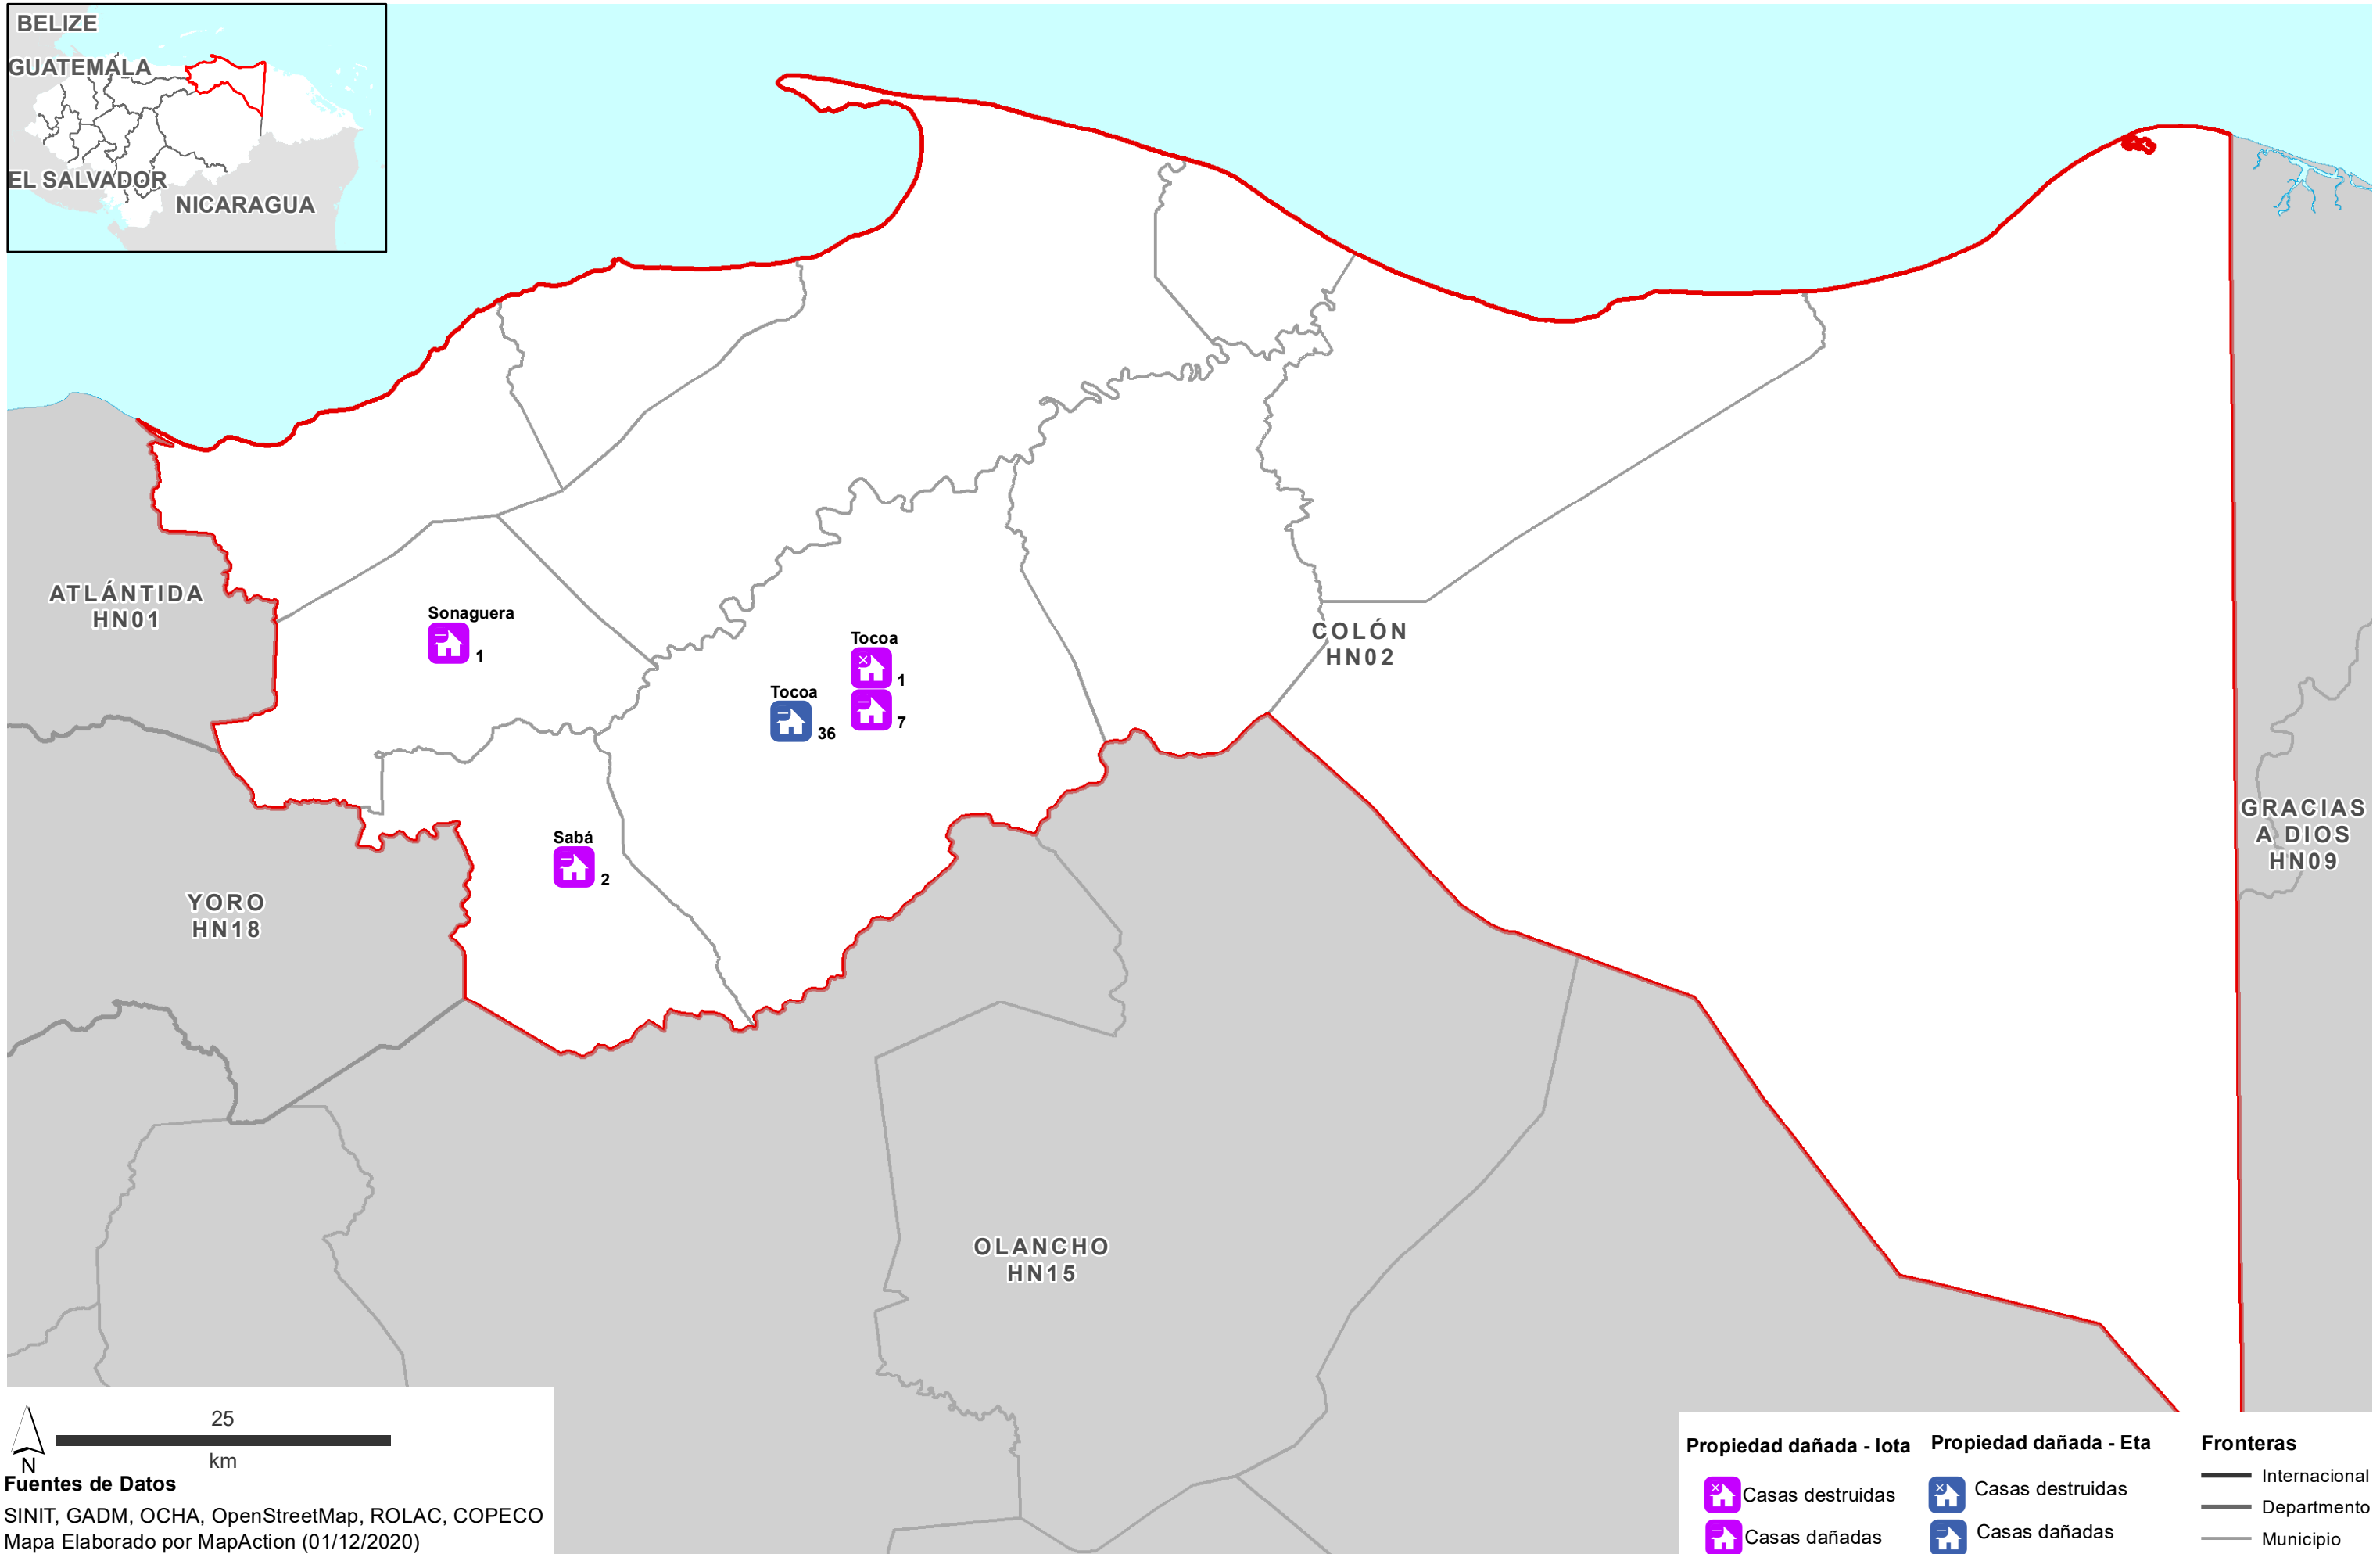 BELIZE
GUATEMALA
EL SALVADOR
NICARAGUA
ATLÁNTIDA
HN01
Sonaguera
1
Tocoa
1
7
Tocoa
36
COLÓN
HN02
Sabá
2
GRACIAS
A DIOS
HN09
YORO
HN18
OLANCHO
HN15
25
km
N
Fuentes de Datos
SINIT, GADM, OCHA, OpenStreetMap, ROLAC, COPECO
Mapa Elaborado por MapAction (01/12/2020)
Propiedad dañada - Iota
Casas destruidas
Casas dañadas
Propiedad dañada - Eta
Casas destruidas
Casas dañadas
Fronteras
Internacional
Departmento
Municipio